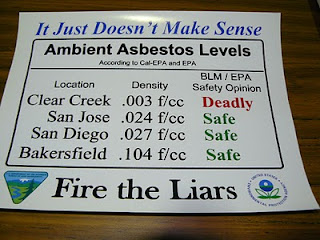 It Just Doesn't Make Sense
Ambient Asbestos Levels
According to Cal-EPA and EPA
Location Density BLM / EPA Safety Opinion
Clear Creek .003 f/cc Deadly
San Jose .024 f/cc Safe
San Diego .027 f/cc Safe
Bakersfield .104 f/cc Safe
Fire the Liars